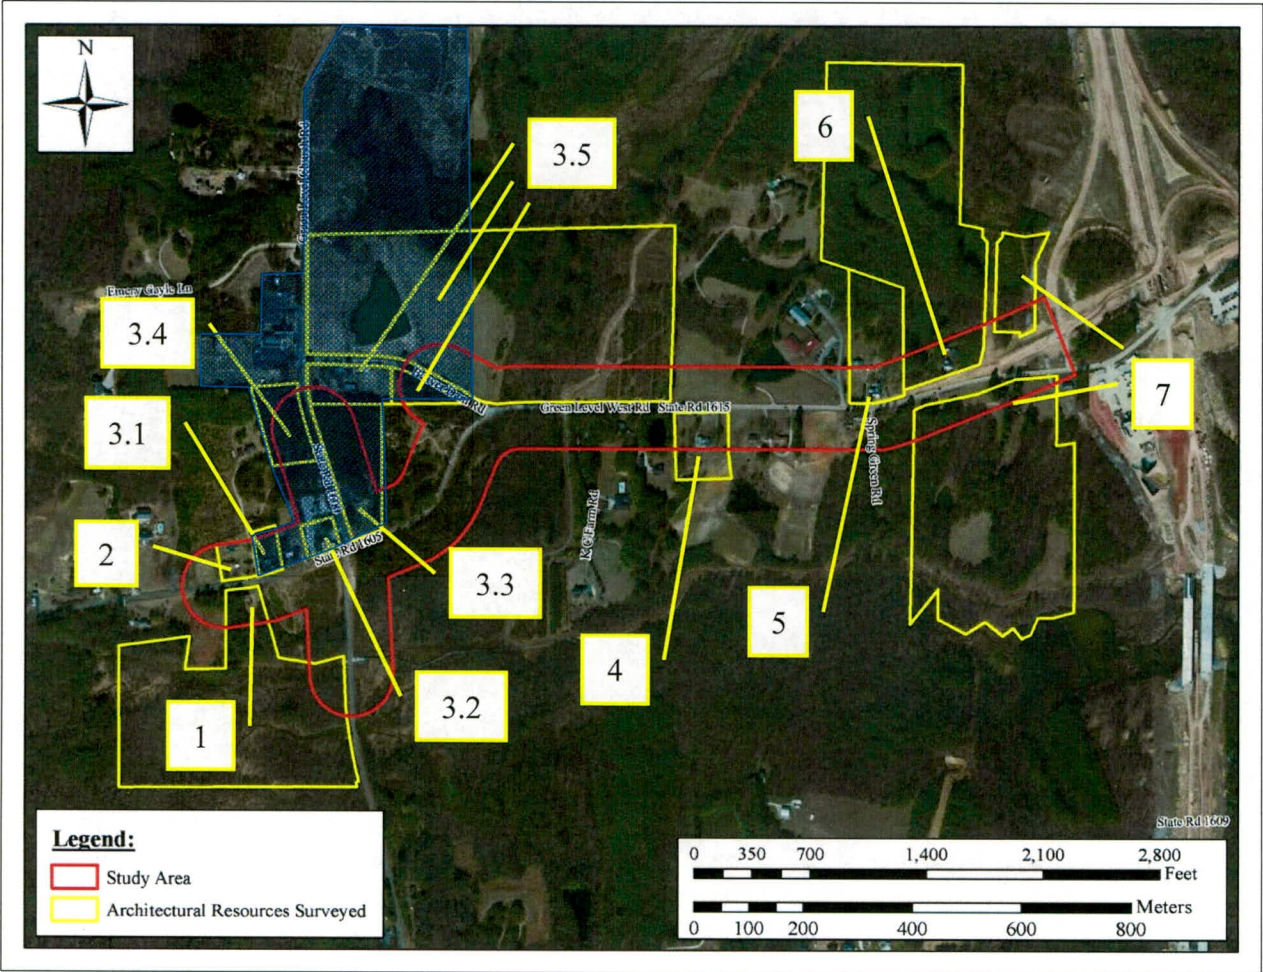 N
6
3.5
Emery Gayle Ln
3.4
3.1
7
Green Level West Rd State Rd 1615
Spring Green Rd
2
State Rd 1605
K C Farm Rd
3.3
5
4
3.2
1
State Rd 1609
Legend:
Study Area
Architectural Resources Surveyed
0 350 700 1,400 2,100 2,800
Feet
Meters
0 100 200 400 600 800